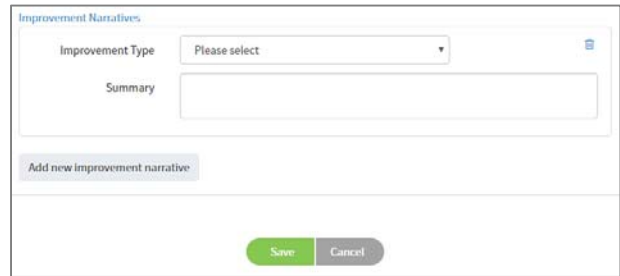 Improvement Narratives
Improvement Type Please select
Summary
Add new improvement narrative
Save Cancel